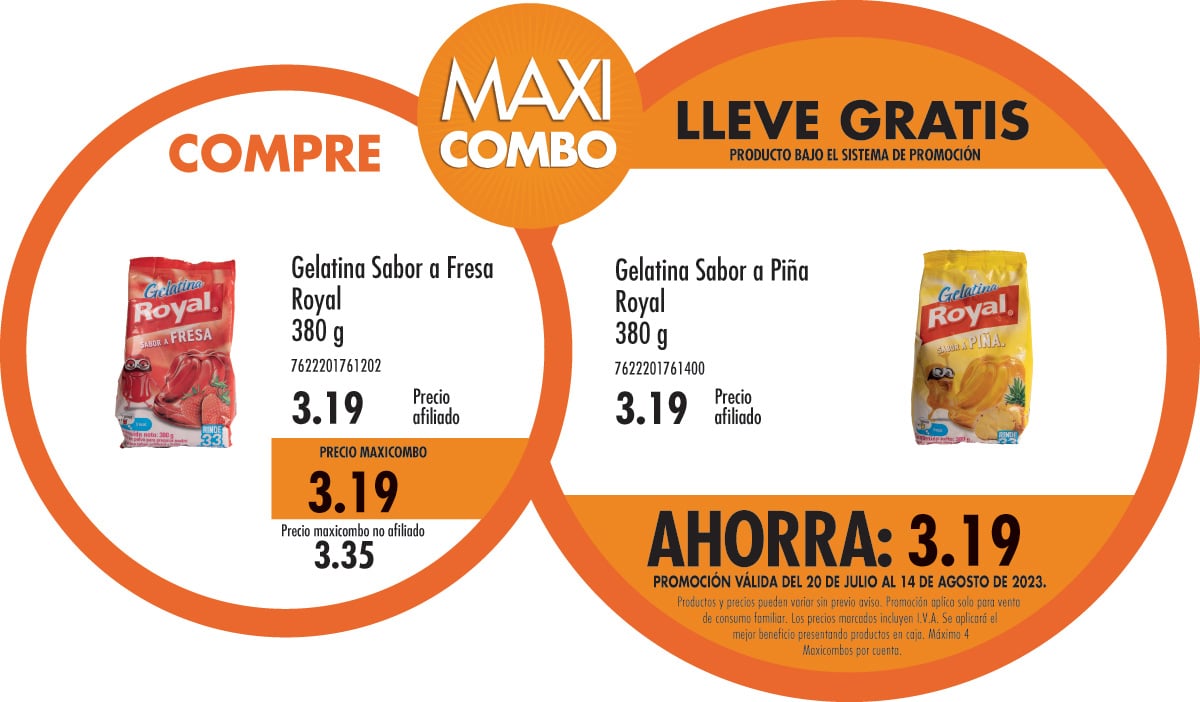 MAXI
COMBO
COMPRE
Gelatina Sabor a Fresa
Royal
380 g
7622201761202
3.19 Precio
afiliado
PRECIO MAXICOMBO
3.19
Precio maxicombo no afiliado
3.35
Gelatina
Royal
SABOR A FRESA
RINDE
33
LLEVE GRATIS
PRODUCTO BAJO EL SISTEMA DE PROMOCIÓN
Gelatina Sabor a Piña
Royal
380 g
7622201761400
3.19 Precio
afiliado
Gelatina
Royal
SABOR A PIÑA
RINDE
33
AHORRA: 3.19
PROMOCIÓN VÁLIDA DEL 20 DE JULIO AL 14 DE AGOSTO DE 2023.
Productos y precios pueden variar sin previo aviso. Promoción aplica solo para venta
de consumo familiar. Los precios marcados incluyen I.V.A. Se aplicará el
mejor beneficio presentando productos en caja. Máximo 4
Maxicombos por cuenta.